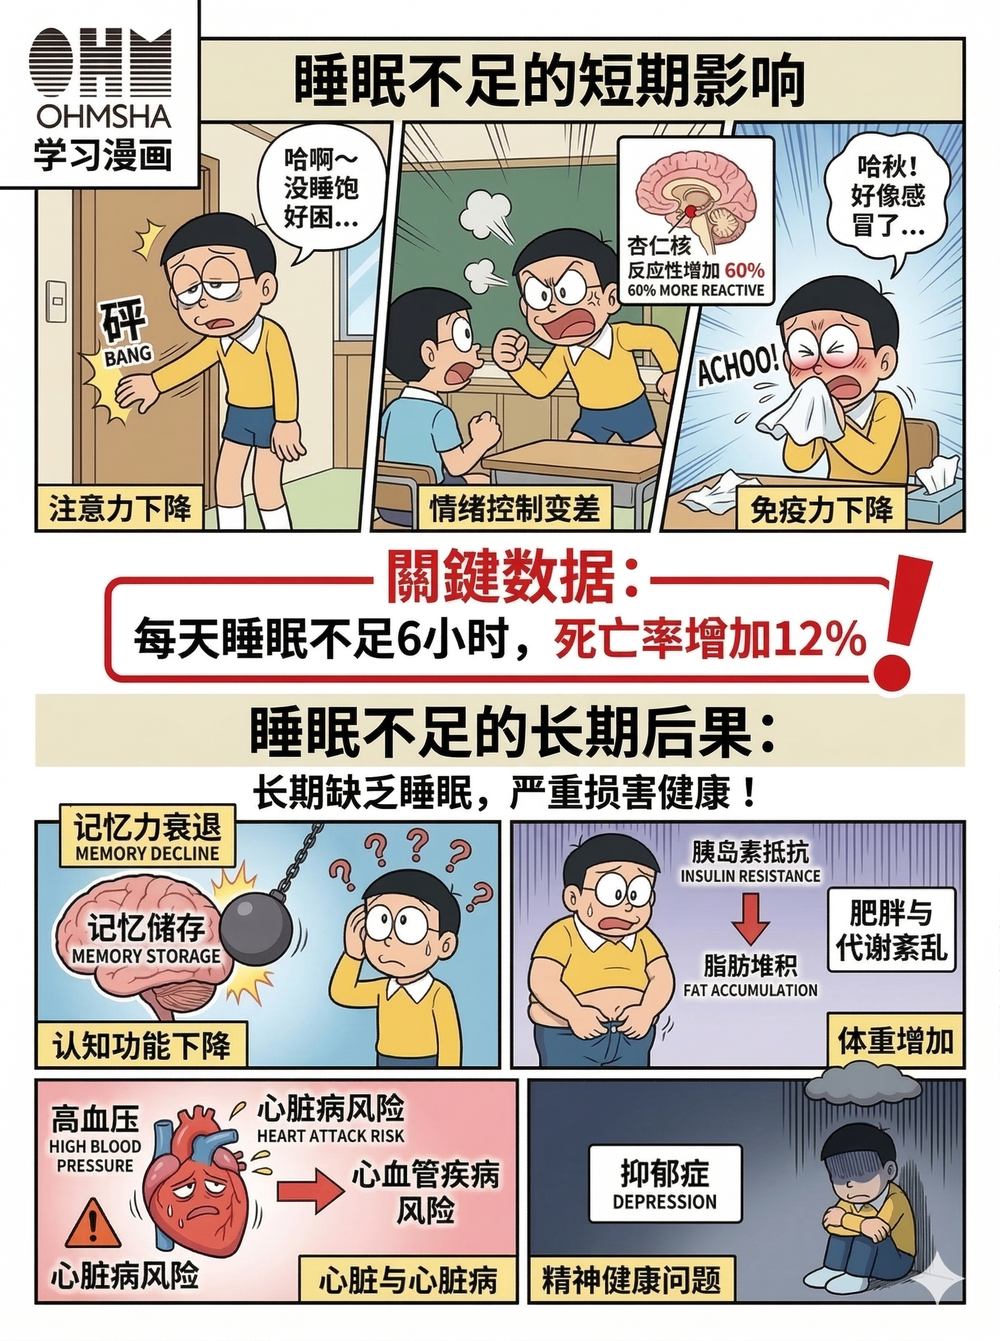 OHM
OHMSHA
学习漫画
睡眠不足的短期影响
哈啊～
没睡饱
好困...
砰
BANG
注意力下降
杏仁核
反应性增加 60%
60% MORE REACTIVE
情绪控制变差
哈秋！
好像感
冒了...
ACHOO!
免疫力下降
關鍵数据：
每天睡眠不足6小时，死亡率增加12%
!
睡眠不足的长期后果：
长期缺乏睡眠，严重损害健康！
记忆力衰退
MEMORY DECLINE
记忆储存
MEMORY STORAGE
? ? ? ? ?
认知功能下降
胰岛素抵抗
INSULIN RESISTANCE
脂肪堆积
FAT ACCUMULATION
肥胖与
代谢紊乱
体重增加
高血压
HIGH BLOOD
PRESSURE
心脏病风险
HEART ATTACK RISK
心血管疾病
风险
!
心脏病风险
心脏与心脏病
抑郁症
DEPRESSION
精神健康问题